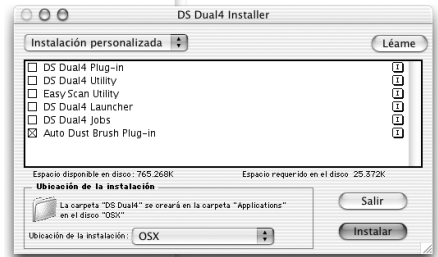 DS Dual4 Installer
Instalación personalizada
Léame
DS Dual4 Plug-in
DS Dual4 Utility
Easy Scan Utility
DS Dual4 Launcher
DS Dual4 Jobs
Auto Dust Brush Plug-in
Espacio disponible en disco: 765.268K
Espacio requerido en el disco 25.372K
Ubicación de la instalación
La carpeta "DS Dual4" se creará en la carpeta "Applications"
en el disco "OSX"
Salir
Ubicación de la instalación: OSX
Instalar